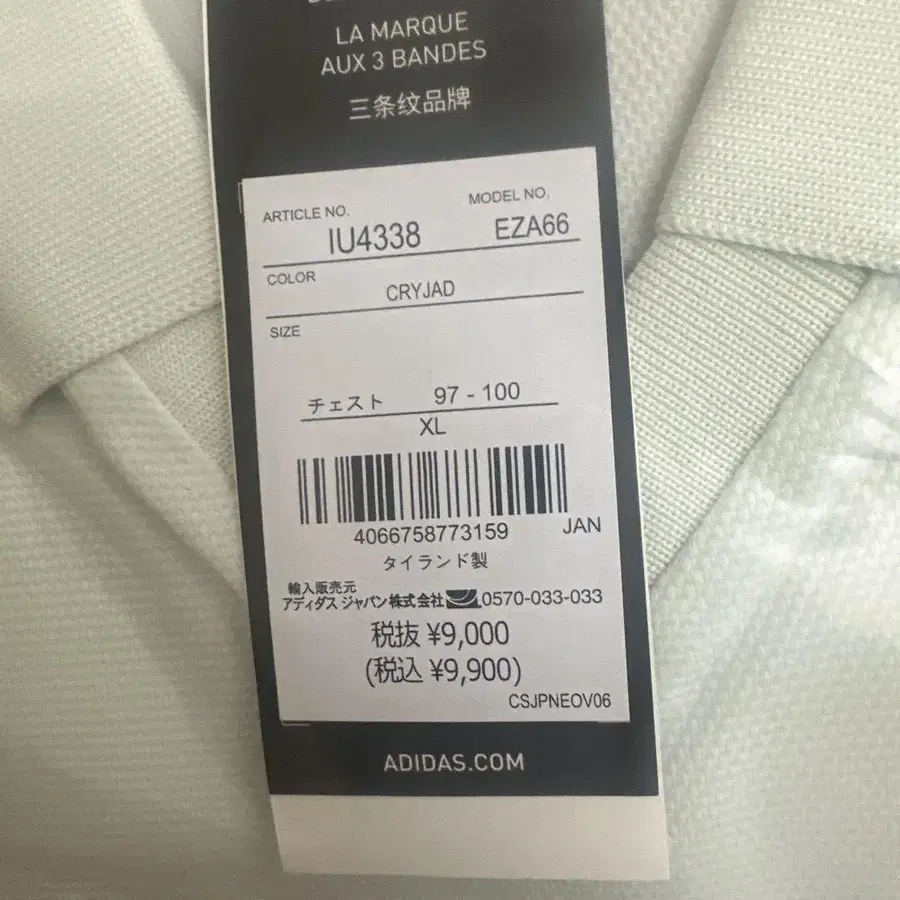 LA MARQUE
AUX 3 BANDES
三条纹品牌
ARTICLE NO.
MODEL NO.
IU4338
EZA66
COLOR
CRYJAD
SIZE
チェスト 97 - 100
XL
4066758773159 JAN
タイランド製
輸入販売元
アディダス ジャパン株式会社 0570-033-033
税抜 ¥9,000
(税込 ¥9,900)
CSJPNEOV06
ADIDAS.COM